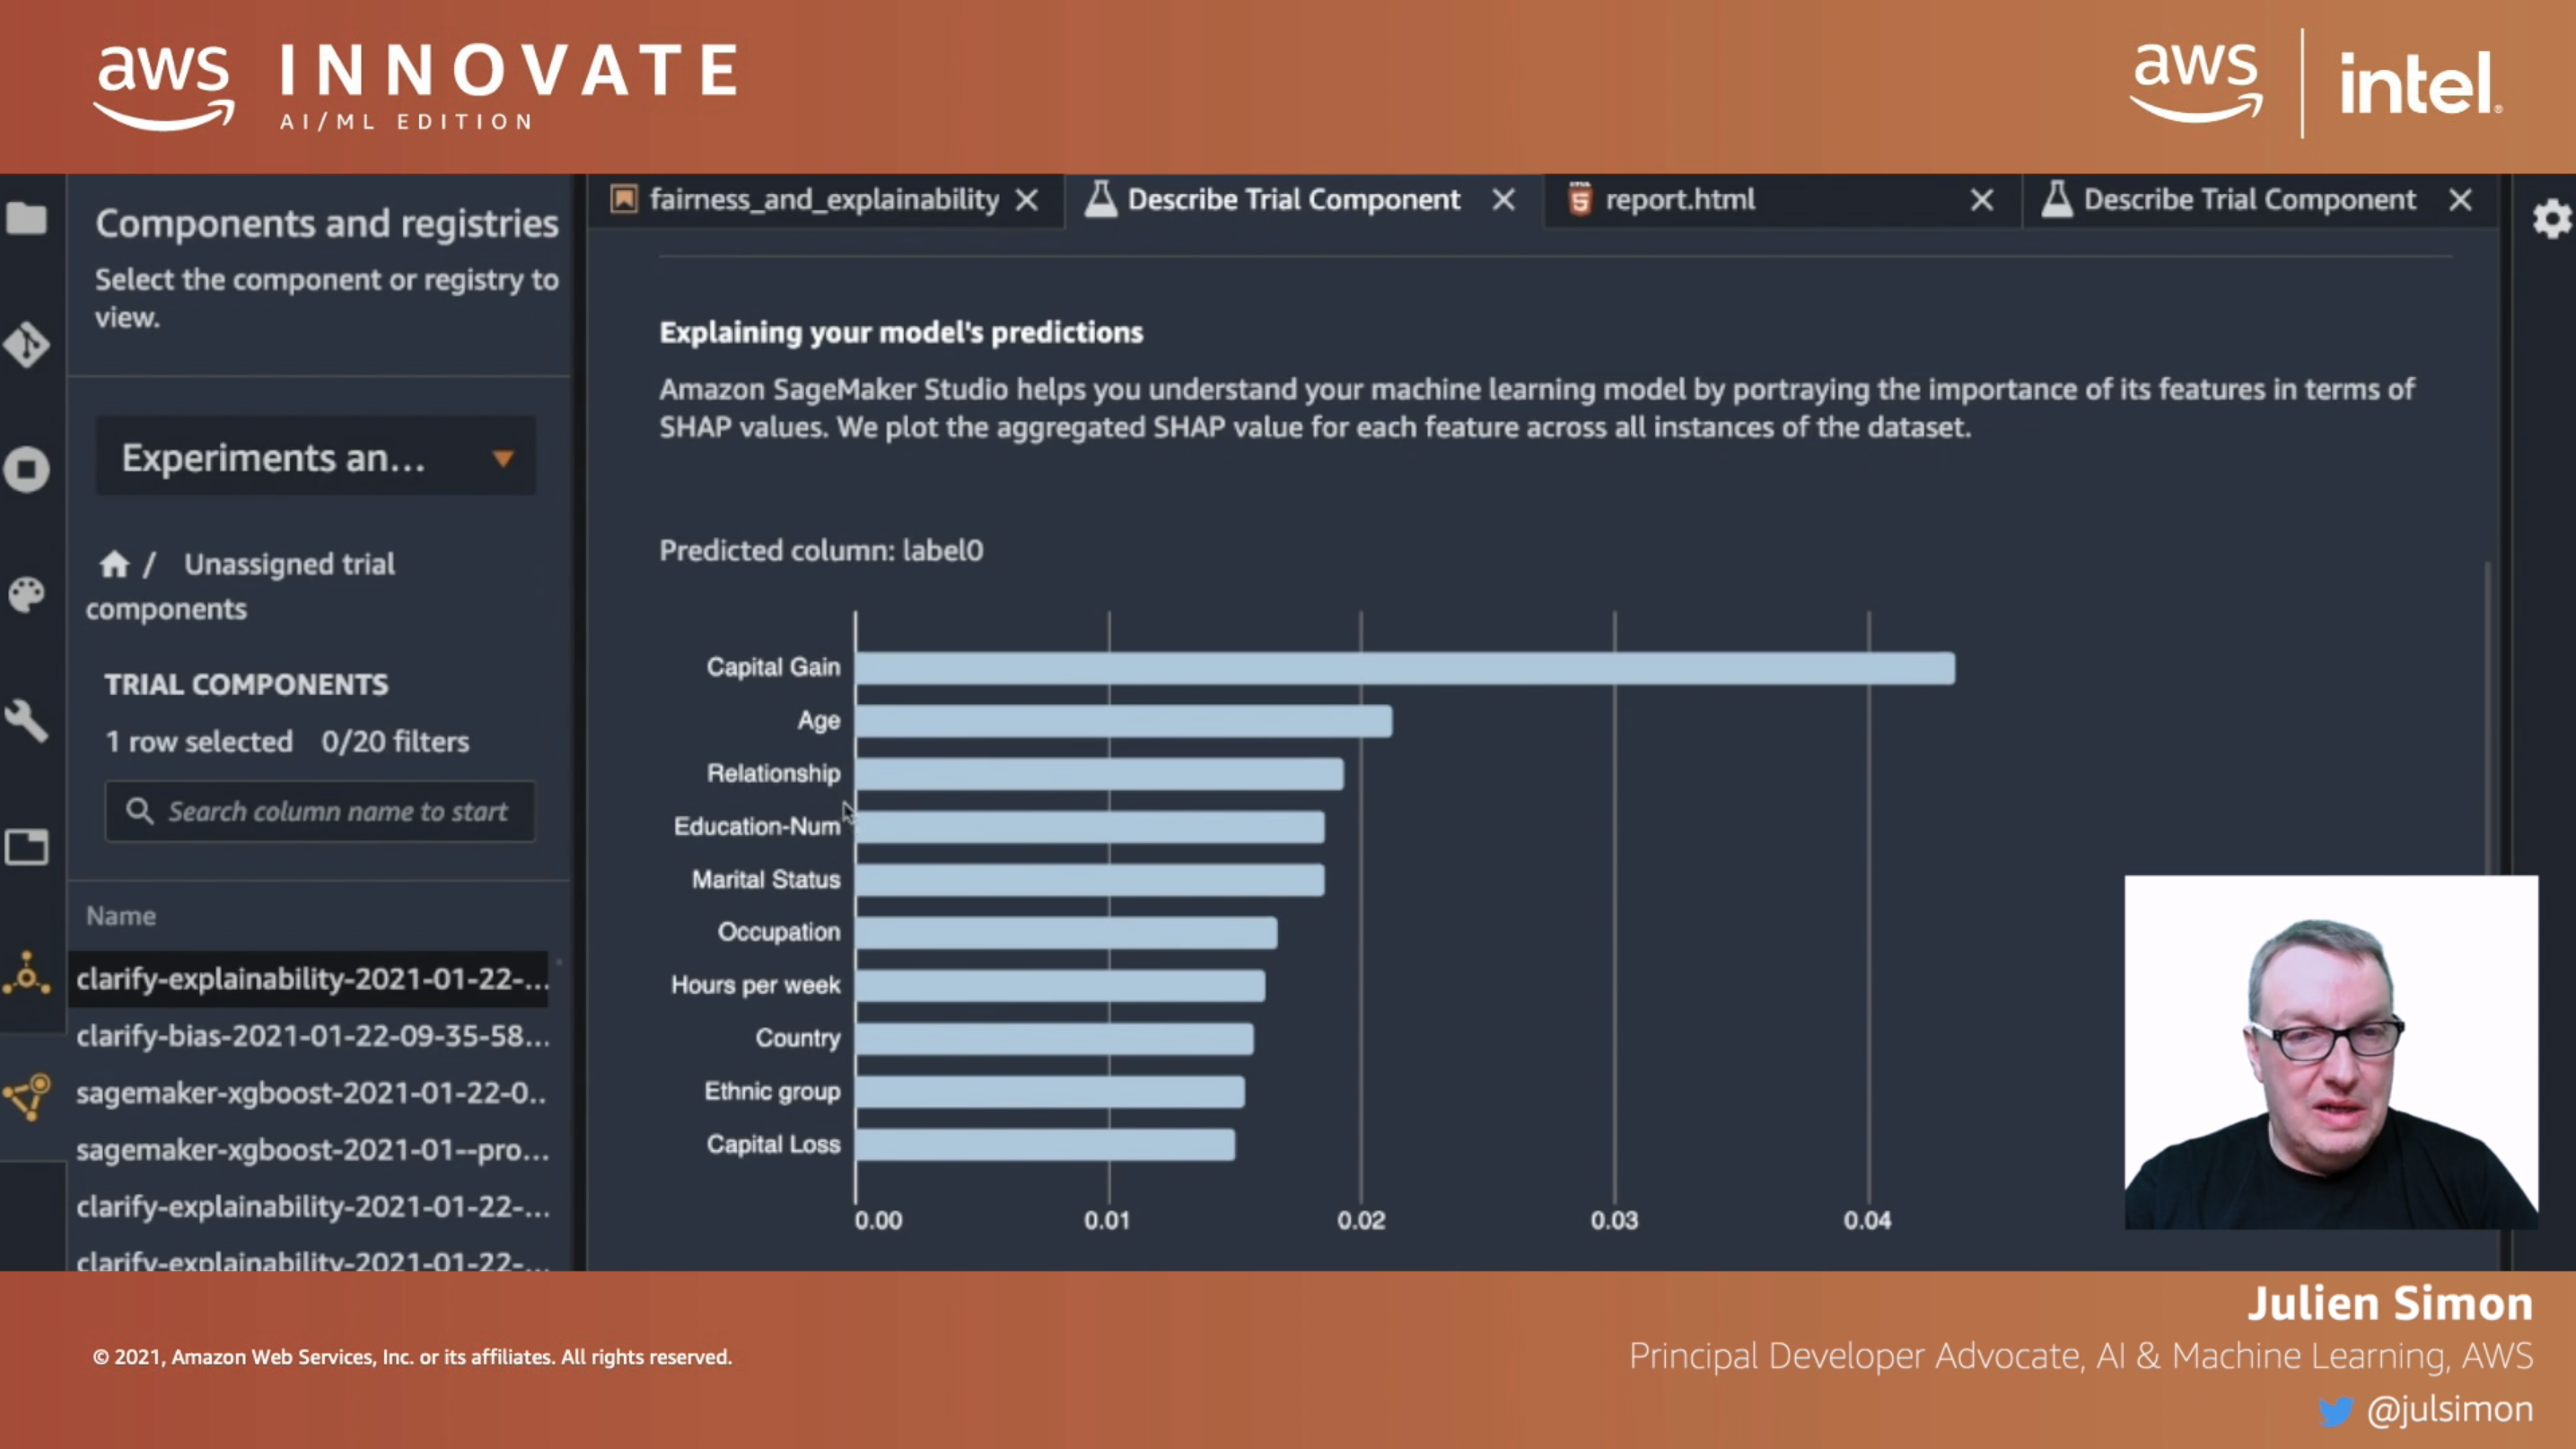 aws INNOVATE
AI/ML EDITION
aws intel.
fairness_and_explainability
Describe Trial Component
report.html
Describe Trial Component
Components and registries
Select the component or registry to
view.
Experiments an...
/ Unassigned trial
components
TRIAL COMPONENTS
1 row selected 0/20 filters
Search column name to start
Name
clarify-explainability-2021-01-22-...
clarify-bias-2021-01-22-09-35-58...
sagemaker-xgboost-2021-01-22-0..
sagemaker-xgboost-2021-01--pro...
clarify-explainability-2021-01-22-...
clarify-explainability-2021-01-22-...
Explaining your model's predictions
Amazon SageMaker Studio helps you understand your machine learning model by portraying the importance of its features in terms of
SHAP values. We plot the aggregated SHAP value for each feature across all instances of the dataset.
Predicted column: label0
Capital Gain
Age
Relationship
Education-Num
Marital Status
Occupation
Hours per week
Country
Ethnic group
Capital Loss
0.00 0.01 0.02 0.03 0.04
Julien Simon
Principal Developer Advocate, AI & Machine Learning, AWS
@julsimon
© 2021, Amazon Web Services, Inc. or its affiliates. All rights reserved.